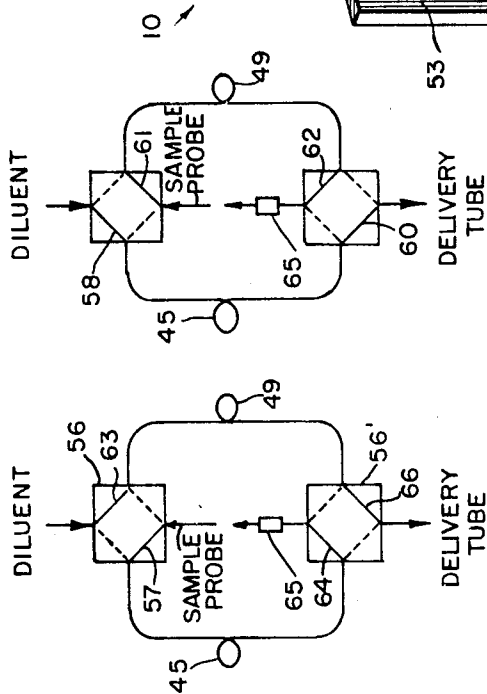 DILUENT
56
63
57
SAMPLE
PROBE
45
49
65
64
66
56'
DELIVERY
TUBE
DILUENT
58
61
SAMPLE
PROBE
45
49
65
62
60
DELIVERY
TUBE
10
53